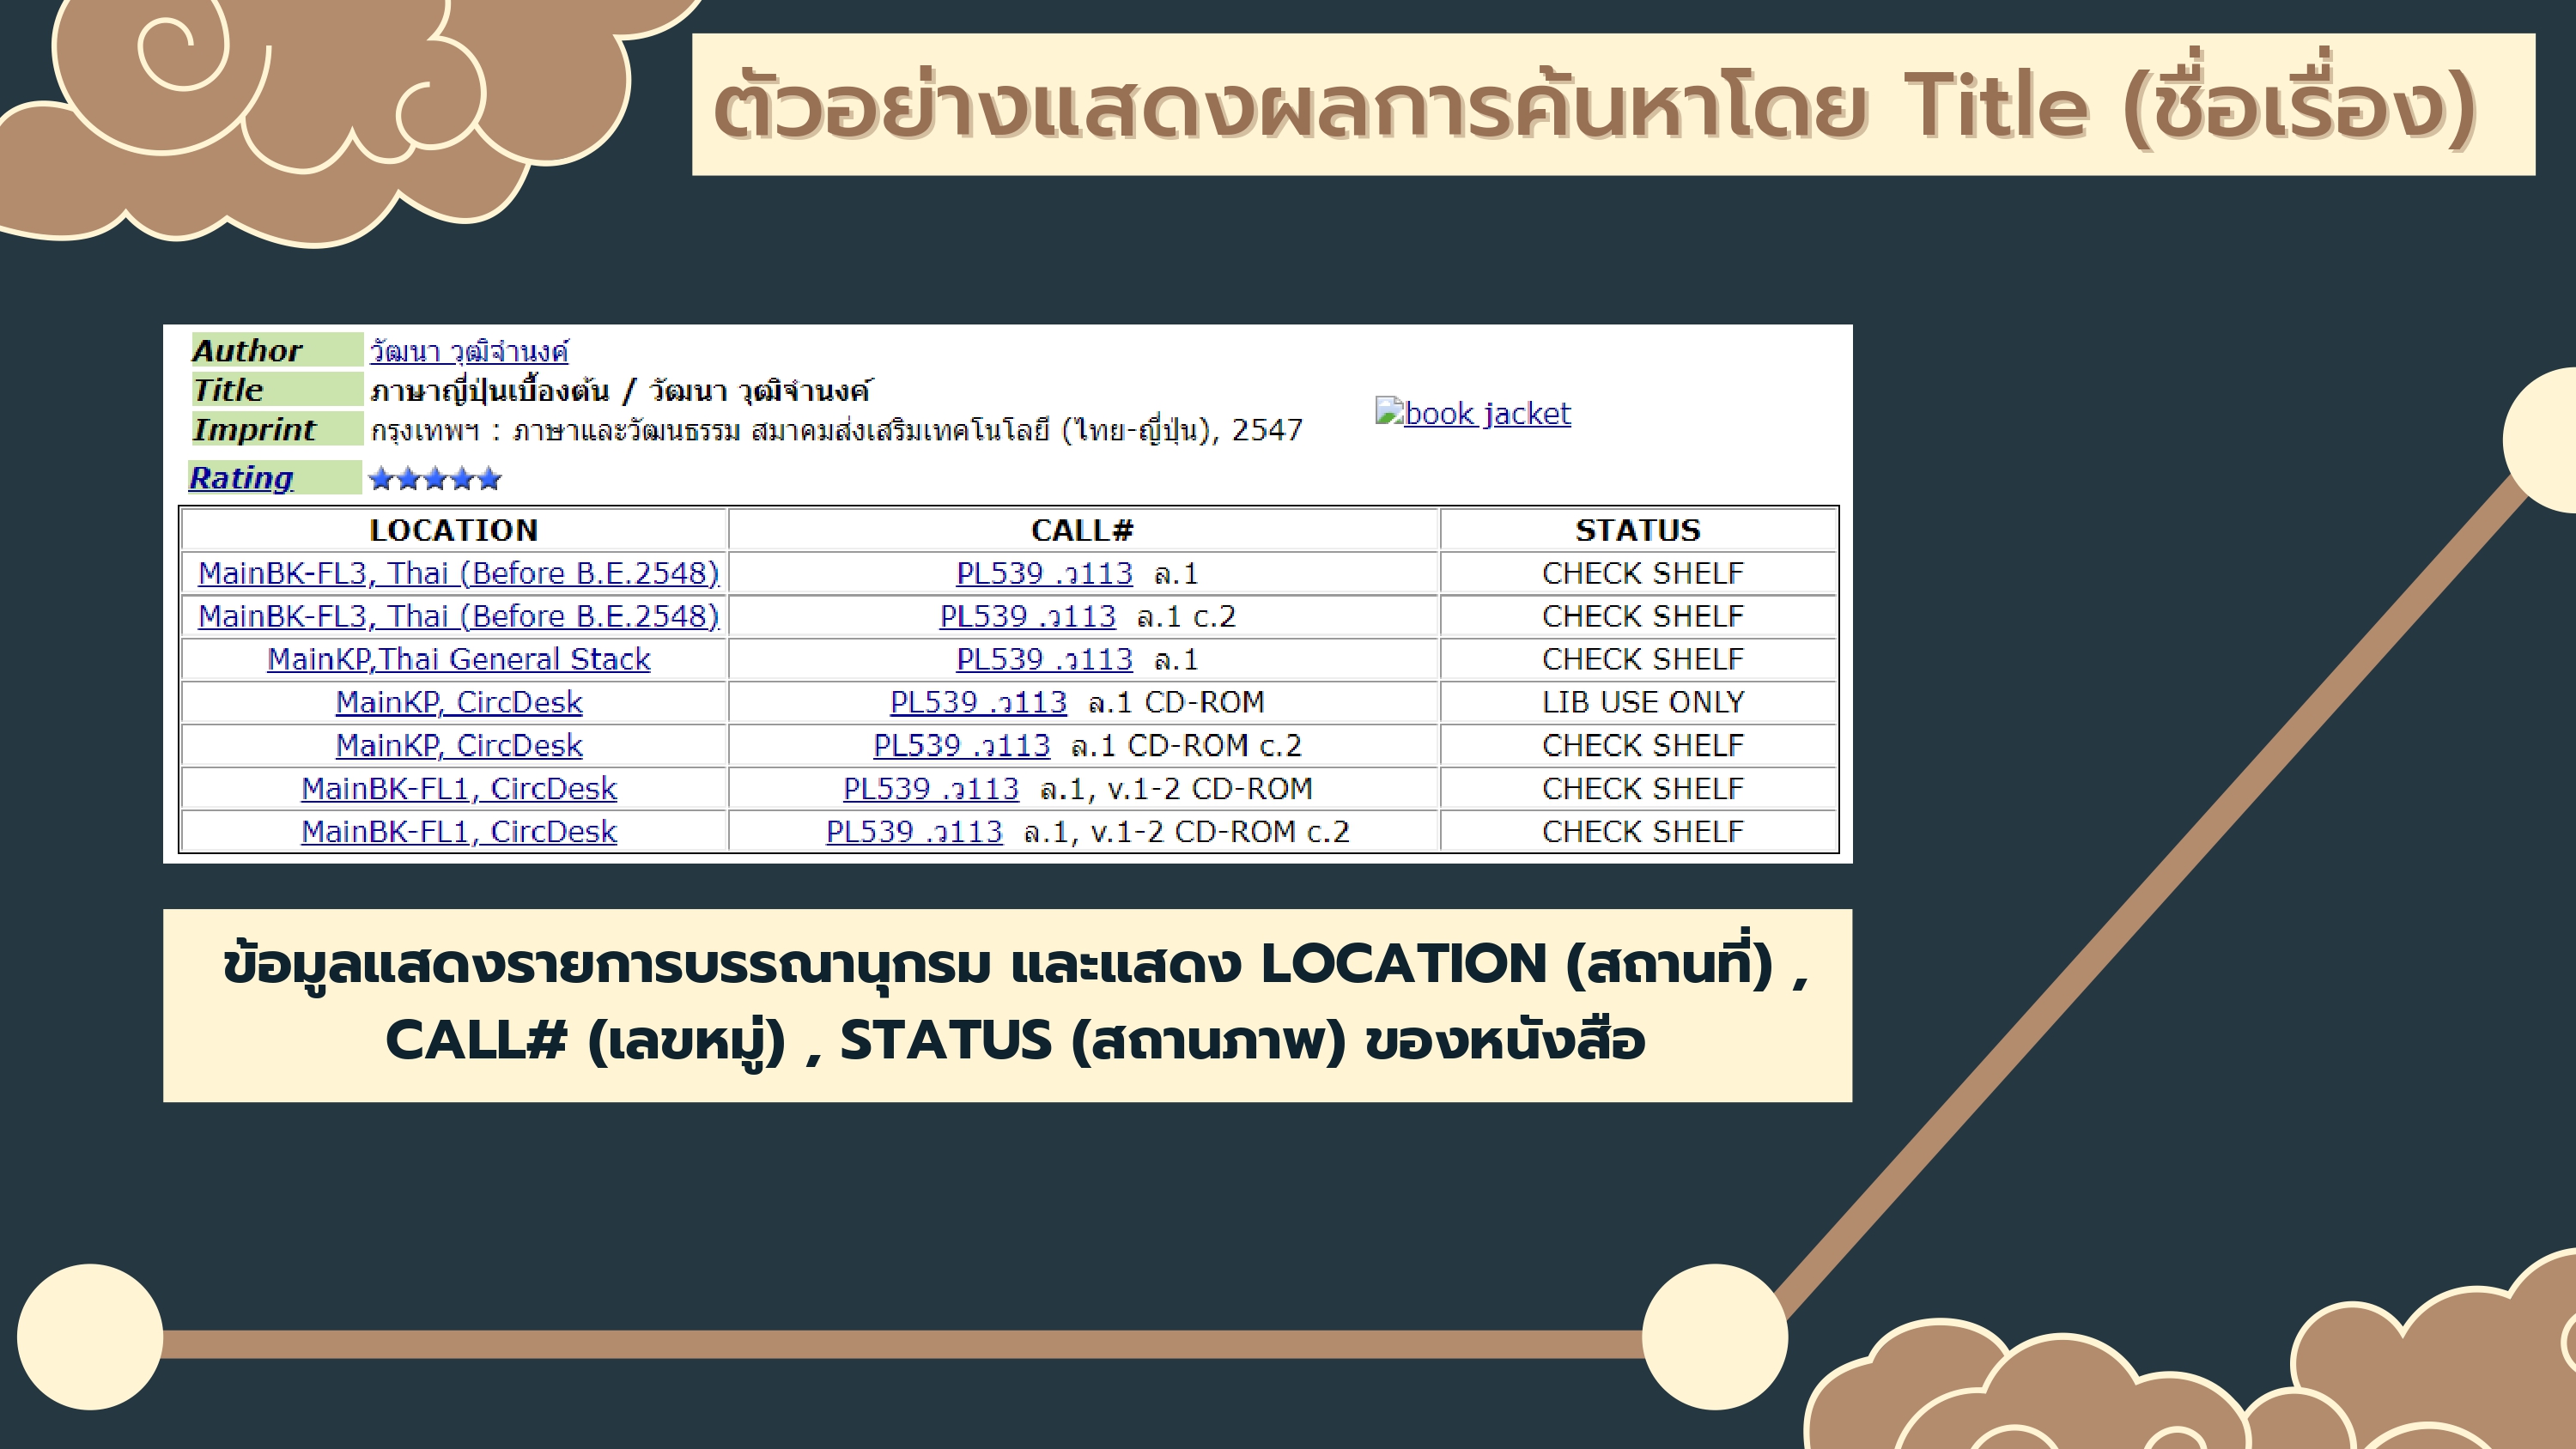 ตัวอย่างแสดงผลการค้นหาโดย Title (ชื่อเรื่อง)
Author วัฒนา วุฒิจำนงค์
Title ภาษาญี่ปุ่นเบื้องต้น / วัฒนา วุฒิจำนงค์
Imprint กรุงเทพฯ : ภาษาและวัฒนธรรม สมาคมส่งเสริมเทคโนโลยี (ไทย-ญี่ปุ่น), 2547
book jacket
Rating
LOCATION CALL# STATUS
MainBK-FL3, Thai (Before B.E.2548) PL539 .ว113 ล.1 CHECK SHELF
MainBK-FL3, Thai (Before B.E.2548) PL539 .ว113 ล.1 c.2 CHECK SHELF
MainKP,Thai General Stack PL539 .ว113 ล.1 CHECK SHELF
MainKP, CircDesk PL539 .ว113 ล.1 CD-ROM LIB USE ONLY
MainKP, CircDesk PL539 .ว113 ล.1 CD-ROM c.2 CHECK SHELF
MainBK-FL1, CircDesk PL539 .ว113 ล.1, v.1-2 CD-ROM CHECK SHELF
MainBK-FL1, CircDesk PL539 .ว113 ล.1, v.1-2 CD-ROM c.2 CHECK SHELF
ข้อมูลแสดงรายการบรรณานุกรม และแสดง LOCATION (สถานที่) ,
CALL# (เลขหมู่) , STATUS (สถานภาพ) ของหนังสือ